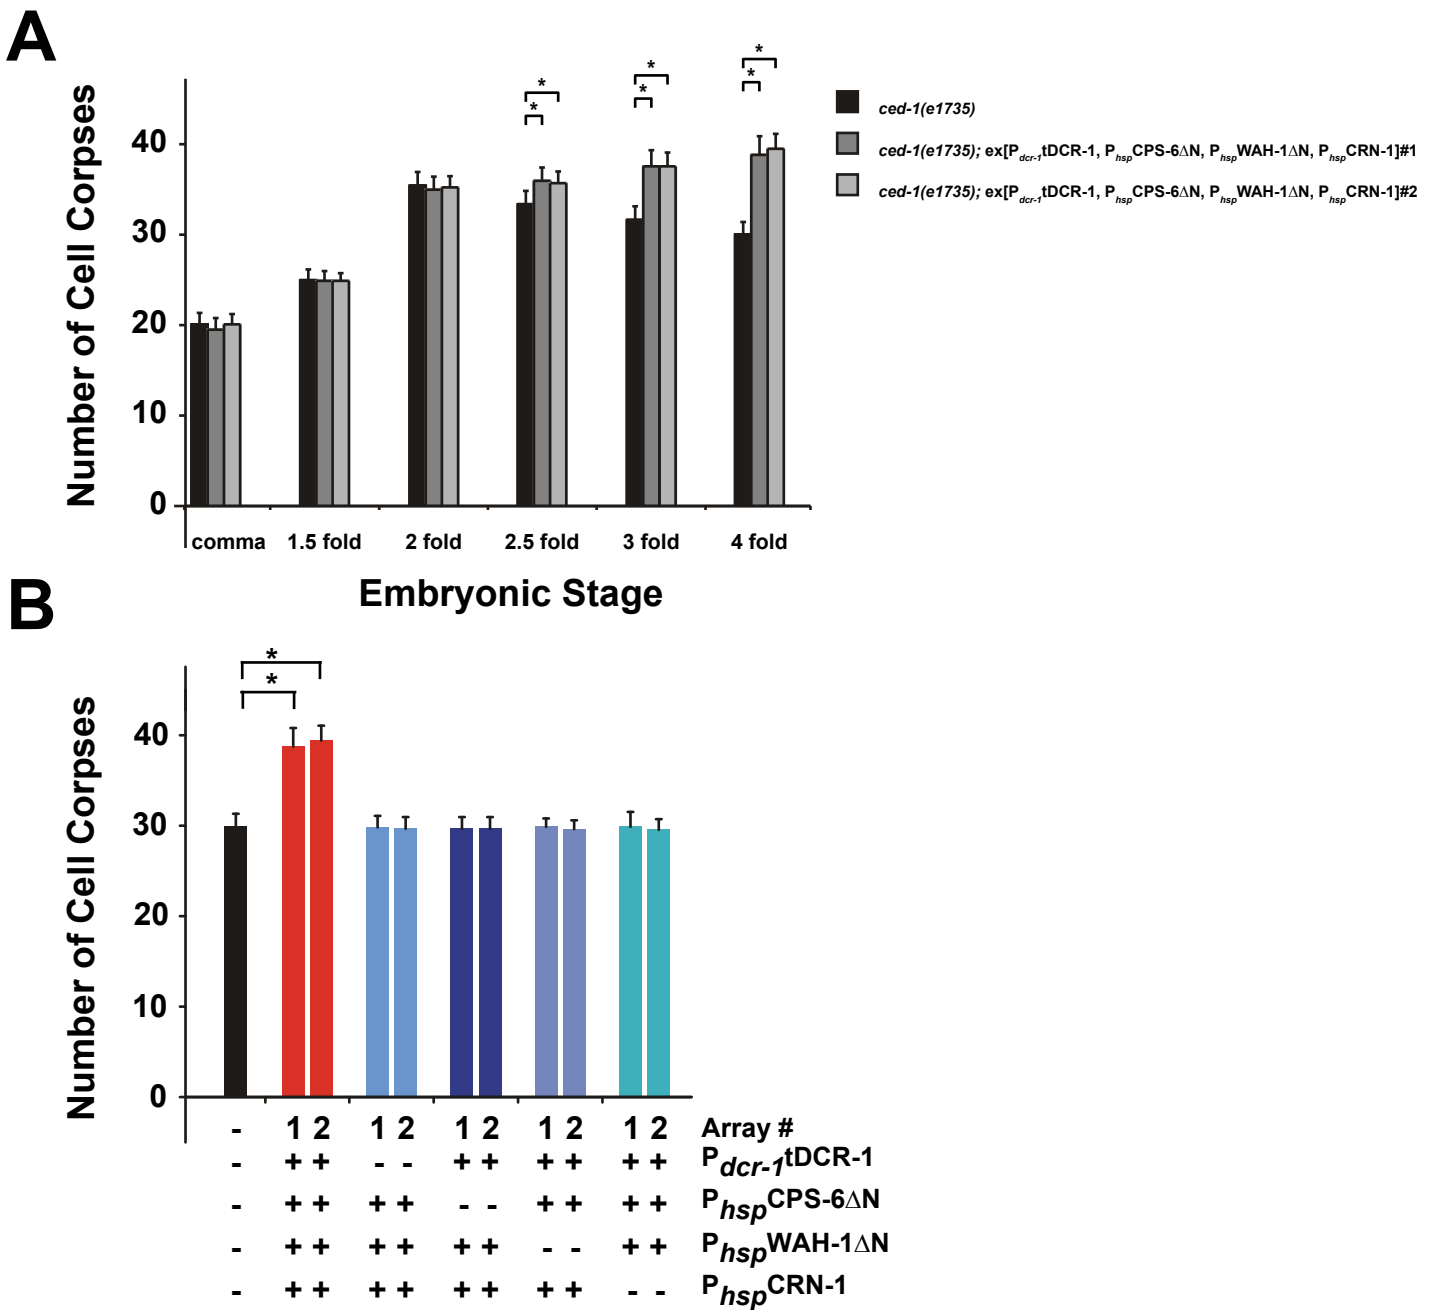 A
Number of Cell Corpses
40
30
20
10
0
* * * * * *
comma 1.5 fold 2 fold 2.5 fold 3 fold 4 fold
Embryonic Stage
ced-1(e1735)
ced-1(e1735); ex[Pdcr-1tDCR-1, PhspCPS-6ΔN, PhspWAH-1ΔN, PhspCRN-1]#1
ced-1(e1735); ex[Pdcr-1tDCR-1, PhspCPS-6ΔN, PhspWAH-1ΔN, PhspCRN-1]#2
B
Number of Cell Corpses
40
30
20
10
0
*
*
- 1 2 1 2 1 2 1 2 1 2 Array #
- + + - - + + + + + + Pdcr-1tDCR-1
- + + + + - - + + + + PhspCPS-6ΔN
- + + + + + + - - + + PhspWAH-1ΔN
- + + + + + + + + - - PhspCRN-1